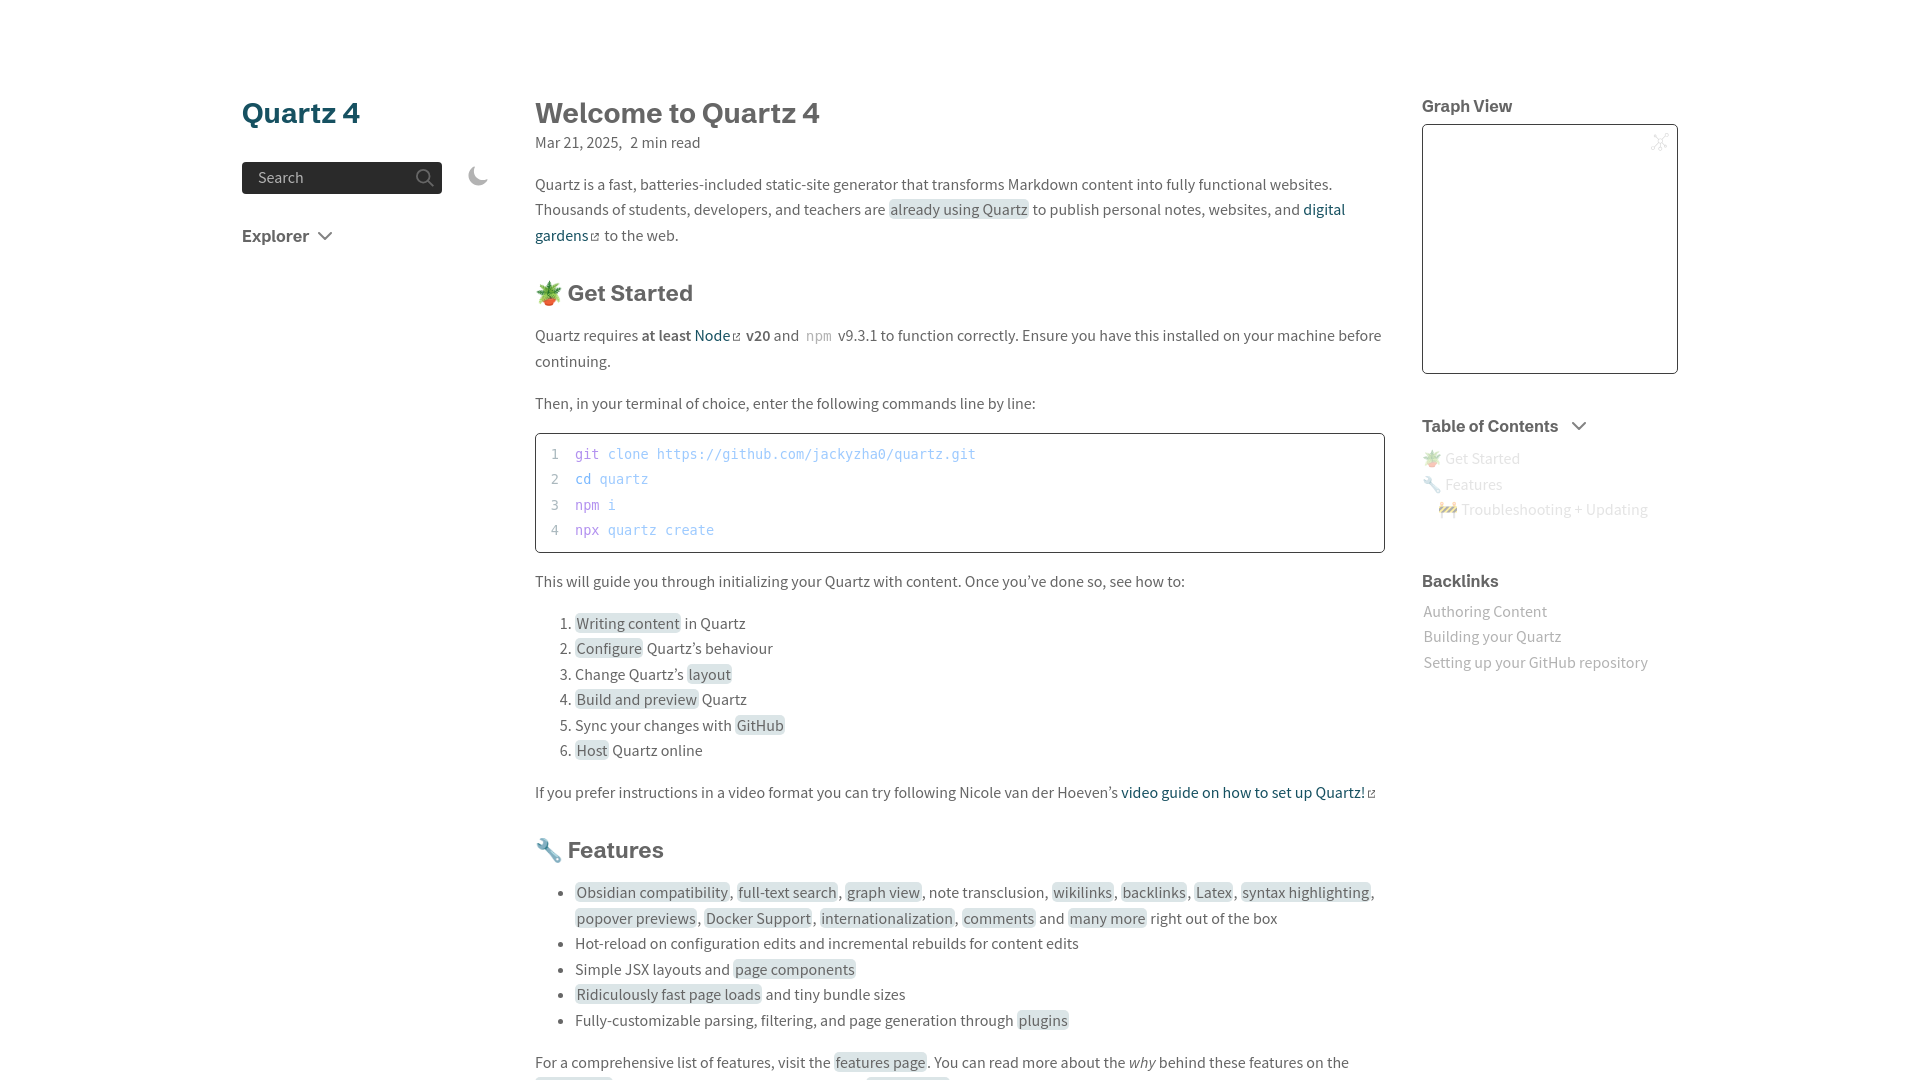 Quartz 4
Search
Explorer
Welcome to Quartz 4
Mar 21, 2025, 2 min read
Quartz is a fast, batteries-included static-site generator that transforms Markdown content into fully functional websites.
Thousands of students, developers, and teachers are already using Quartz to publish personal notes, websites, and digital
gardens to the web.
🪴 Get Started
Quartz requires at least Node v20 and npm v9.3.1 to function correctly. Ensure you have this installed on your machine before
continuing.
Then, in your terminal of choice, enter the following commands line by line:
1 git clone https://github.com/jackyzha0/quartz.git
2 cd quartz
3 npm i
4 npx quartz create
This will guide you through initializing your Quartz with content. Once you’ve done so, see how to:
1. Writing content in Quartz
2. Configure Quartz’s behaviour
3. Change Quartz’s layout
4. Build and preview Quartz
5. Sync your changes with GitHub
6. Host Quartz online
If you prefer instructions in a video format you can try following Nicole van der Hoeven’s video guide on how to set up Quartz!
🔧 Features
• Obsidian compatibility, full-text search, graph view, note transclusion, wikilinks, backlinks, Latex, syntax highlighting,
popover previews, Docker Support, internationalization, comments and many more right out of the box
• Hot-reload on configuration edits and incremental rebuilds for content edits
• Simple JSX layouts and page components
• Ridiculously fast page loads and tiny bundle sizes
• Fully-customizable parsing, filtering, and page generation through plugins
For a comprehensive list of features, visit the features page. You can read more about the why behind these features on the
Graph View
Table of Contents
🪴 Get Started
🔧 Features
🚧 Troubleshooting + Updating
Backlinks
Authoring Content
Building your Quartz
Setting up your GitHub repository